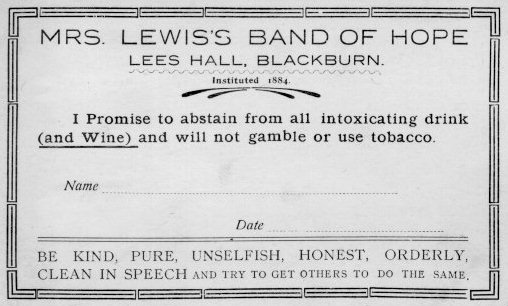 MRS. LEWIS'S BAND OF HOPE
LEES HALL, BLACKBURN.
Instituted 1884.
I Promise to abstain from all intoxicating drink
(and Wine) and will not gamble or use tobacco.
Name
Date
BE KIND, PURE, UNSELFISH, HONEST, ORDERLY,
CLEAN IN SPEECH AND TRY TO GET OTHERS TO DO THE SAME.